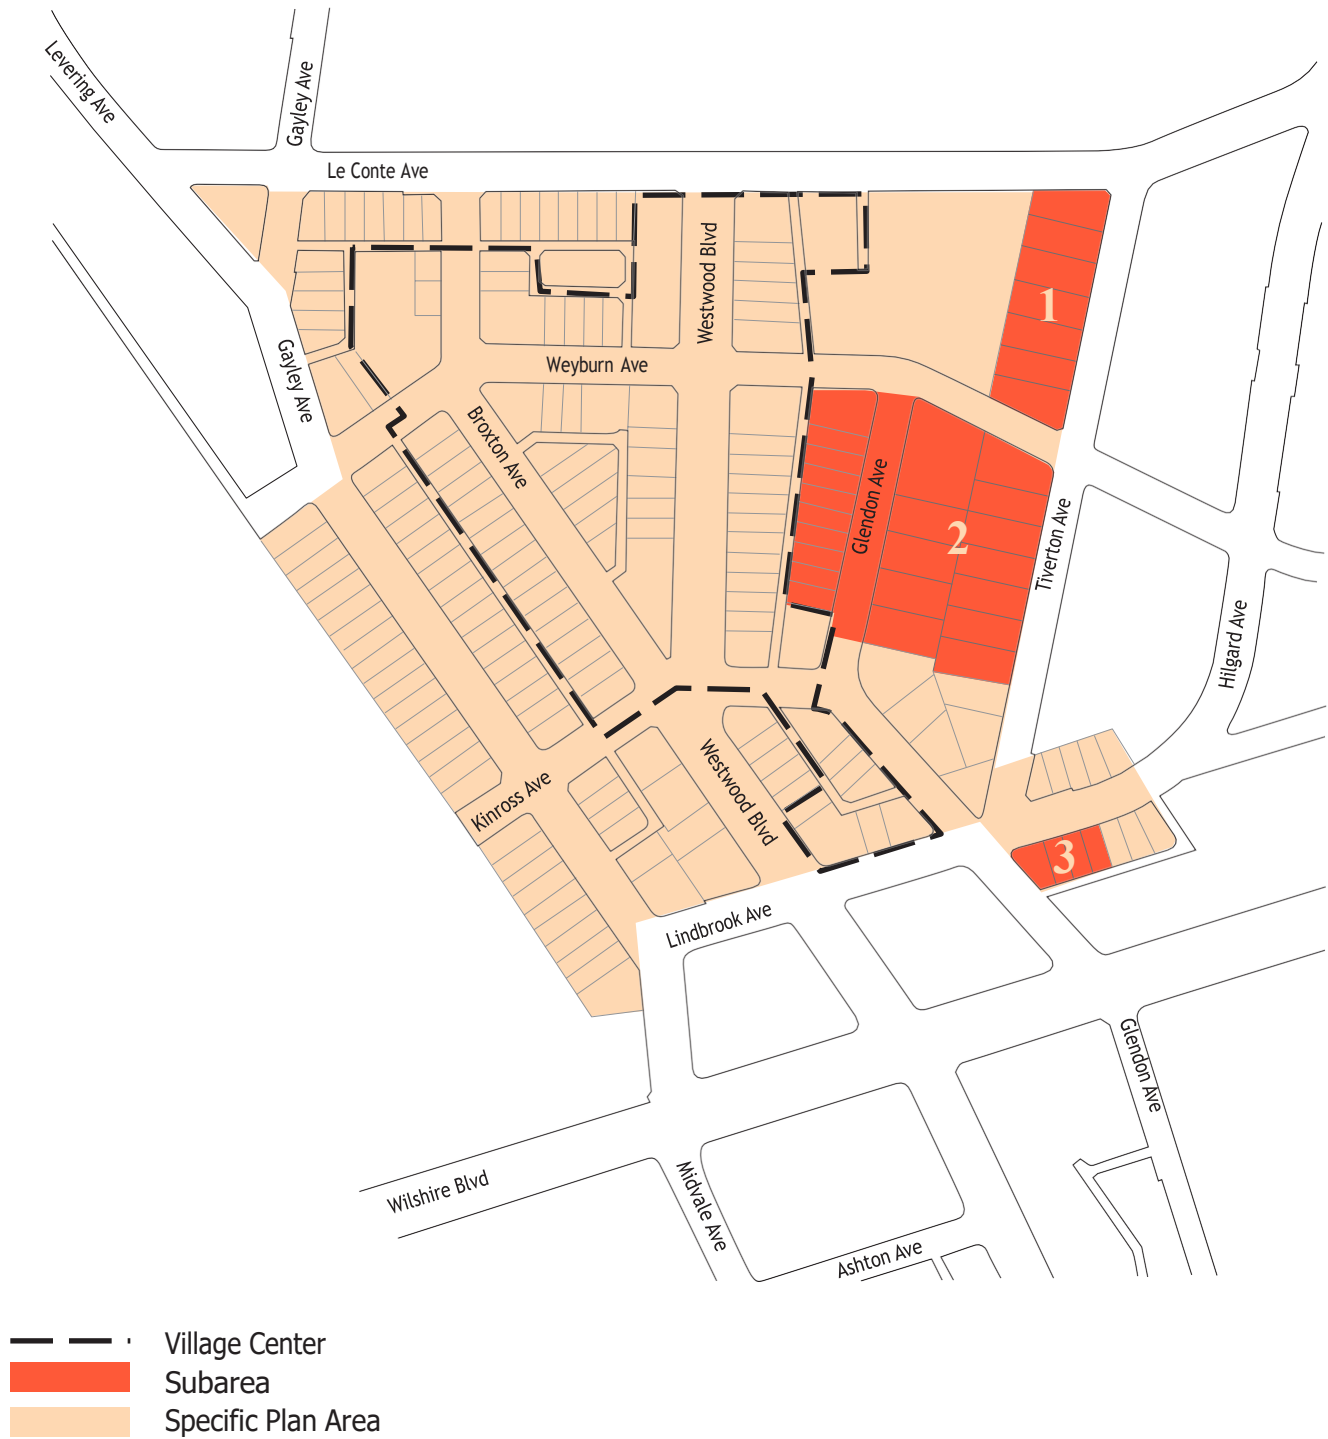 Levering Ave
Gayley Ave
Le Conte Ave
Westwood Blvd
1
Gayley Ave
Weyburn Ave
Broxton Ave
Glendon Ave
2
Tiverton Ave
Hilgard Ave
Kinross Ave
Westwood Blvd
3
Lindbrook Ave
Glendon Ave
Wilshire Blvd
Midvale Ave
Ashton Ave
Village Center
Subarea
Specific Plan Area